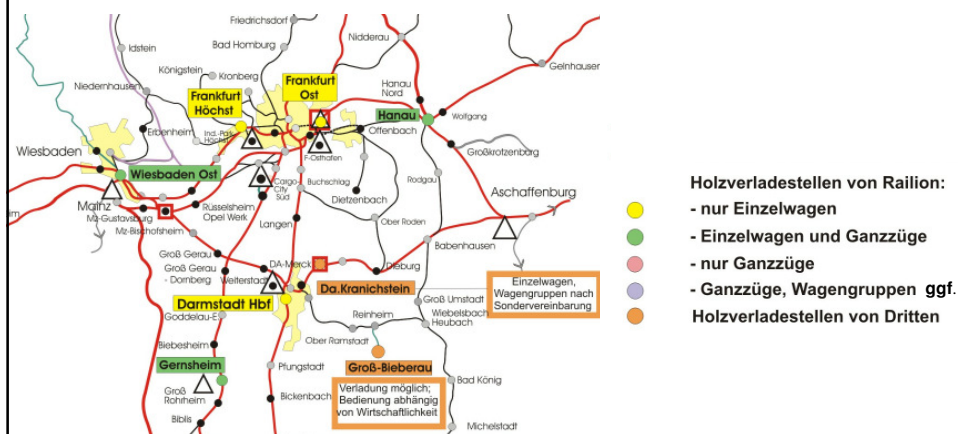 Friedrichsdorf
Idstein
Bad Homburg
Nidderau
Königstein
Kronberg
Frankfurt
Ost
Gelnhausen
Niedernhausen
Frankfurt
Höchst
Hanau
Nord
Hanau
Wolfgang
Erbenheim
Ind.-Park
Höchst
Offenbach
F-Osthafen
Großkrotzenburg
Wiesbaden
Wiesbaden Ost
Cargo-
City
Süd
Buchschlag
Rodgau
Dietzenbach
Aschaffenburg
Mainz
Mz-Gustavsburg
Rüsselsheim
Opel Werk
Mz-Bischofsheim
Langen
Ober Roden
Babenhausen
Groß Gerau
Groß Gerau
- Dornberg
Weiterstadt
DA-Merck
Dieburg
Da.Kranichstein
Darmstadt Hbf
Goddelau-E.
Groß Umstadt
Wiebelsbach
Heubach
Reinheim
Ober Ramstadt
Einzelwagen,
Wagengruppen nach
Sondervereinbarung
Biebesheim
Gernsheim
Groß
Rohrheim
Biblis
Pfungstadt
Bickenbach
Groß-Bieberau
Verladung möglich;
Bedienung abhängig
von Wirtschaftlichkeit
Bad König
Michelstadt
Holzverladestellen von Railion:
- nur Einzelwagen
- Einzelwagen und Ganzzüge
- nur Ganzzüge
- Ganzzüge, Wagengruppen ggf.
Holzverladestellen von Dritten